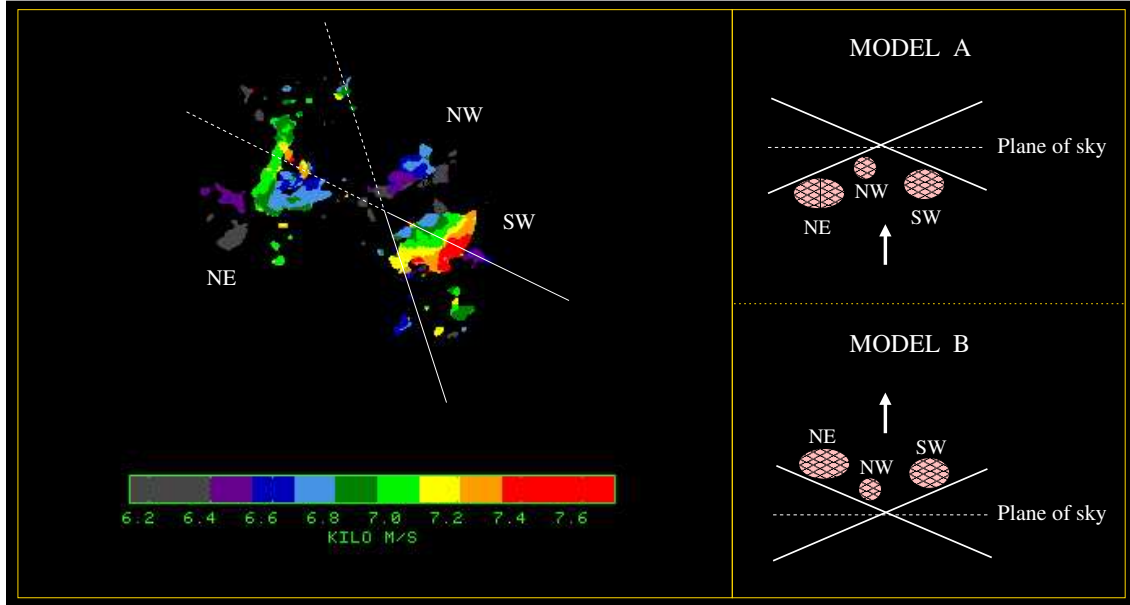 NW
SW
NE
6.2 6.4 6.6 6.8 7.0 7.2 7.4 7.6
KILO M/S
MODEL A
Plane of sky
NW
NE
SW
MODEL B
NE
SW
NW
Plane of sky